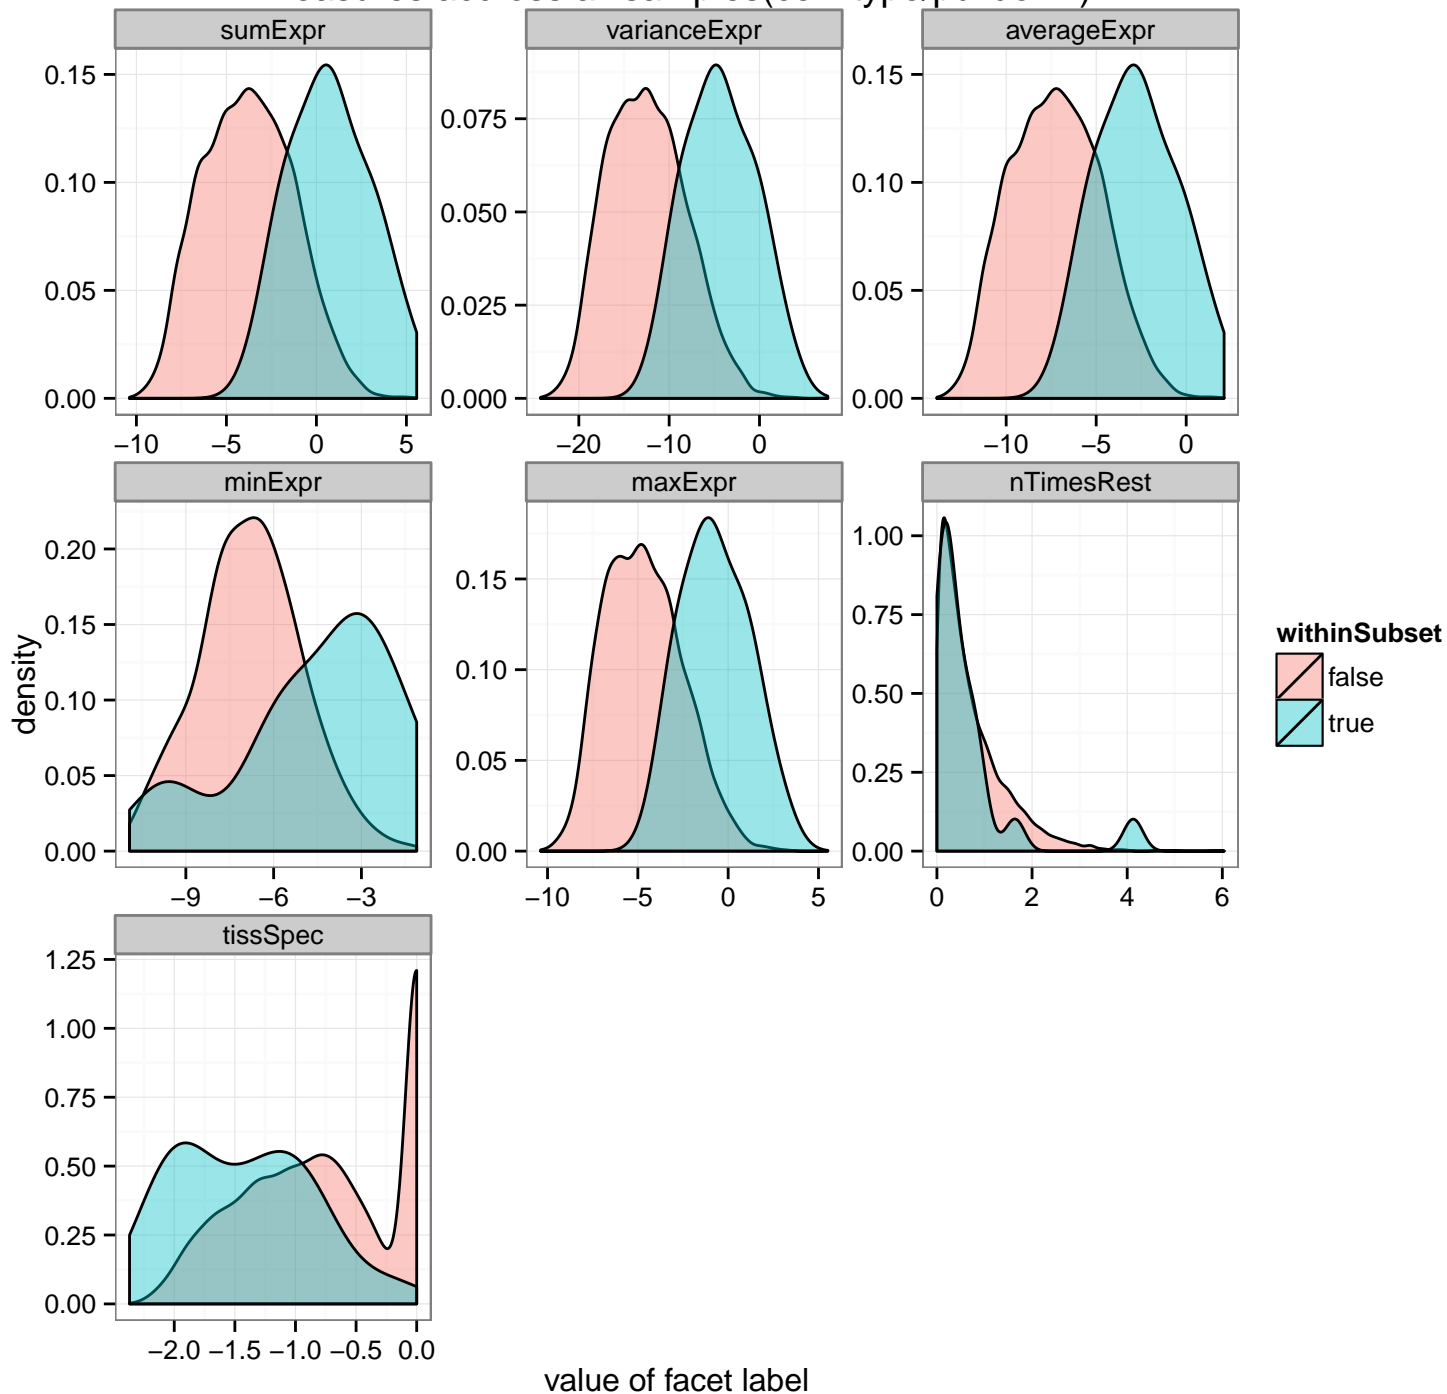 sumExpr varianceExpr averageExpr
0.15 0.075 0.15
0.10 0.050 0.10
0.05 0.025 0.05
0.00 0.000 0.00
−10 −5 0 5 −20 −10 0 −10 −5 0
minExpr maxExpr nTimesRest
0.20 0.15 1.00
0.15 0.10 0.75
0.10 0.05 0.50
0.05 0.00 0.25
0.00 0.00
−9 −6 −3 −10 −5 0 5 0 2 4 6
tissSpec
1.25
1.00
0.75
0.50
0.25
0.00
−2.0 −1.5 −1.0 −0.5 0.0
density
value of facet label
withinSubset
false
true